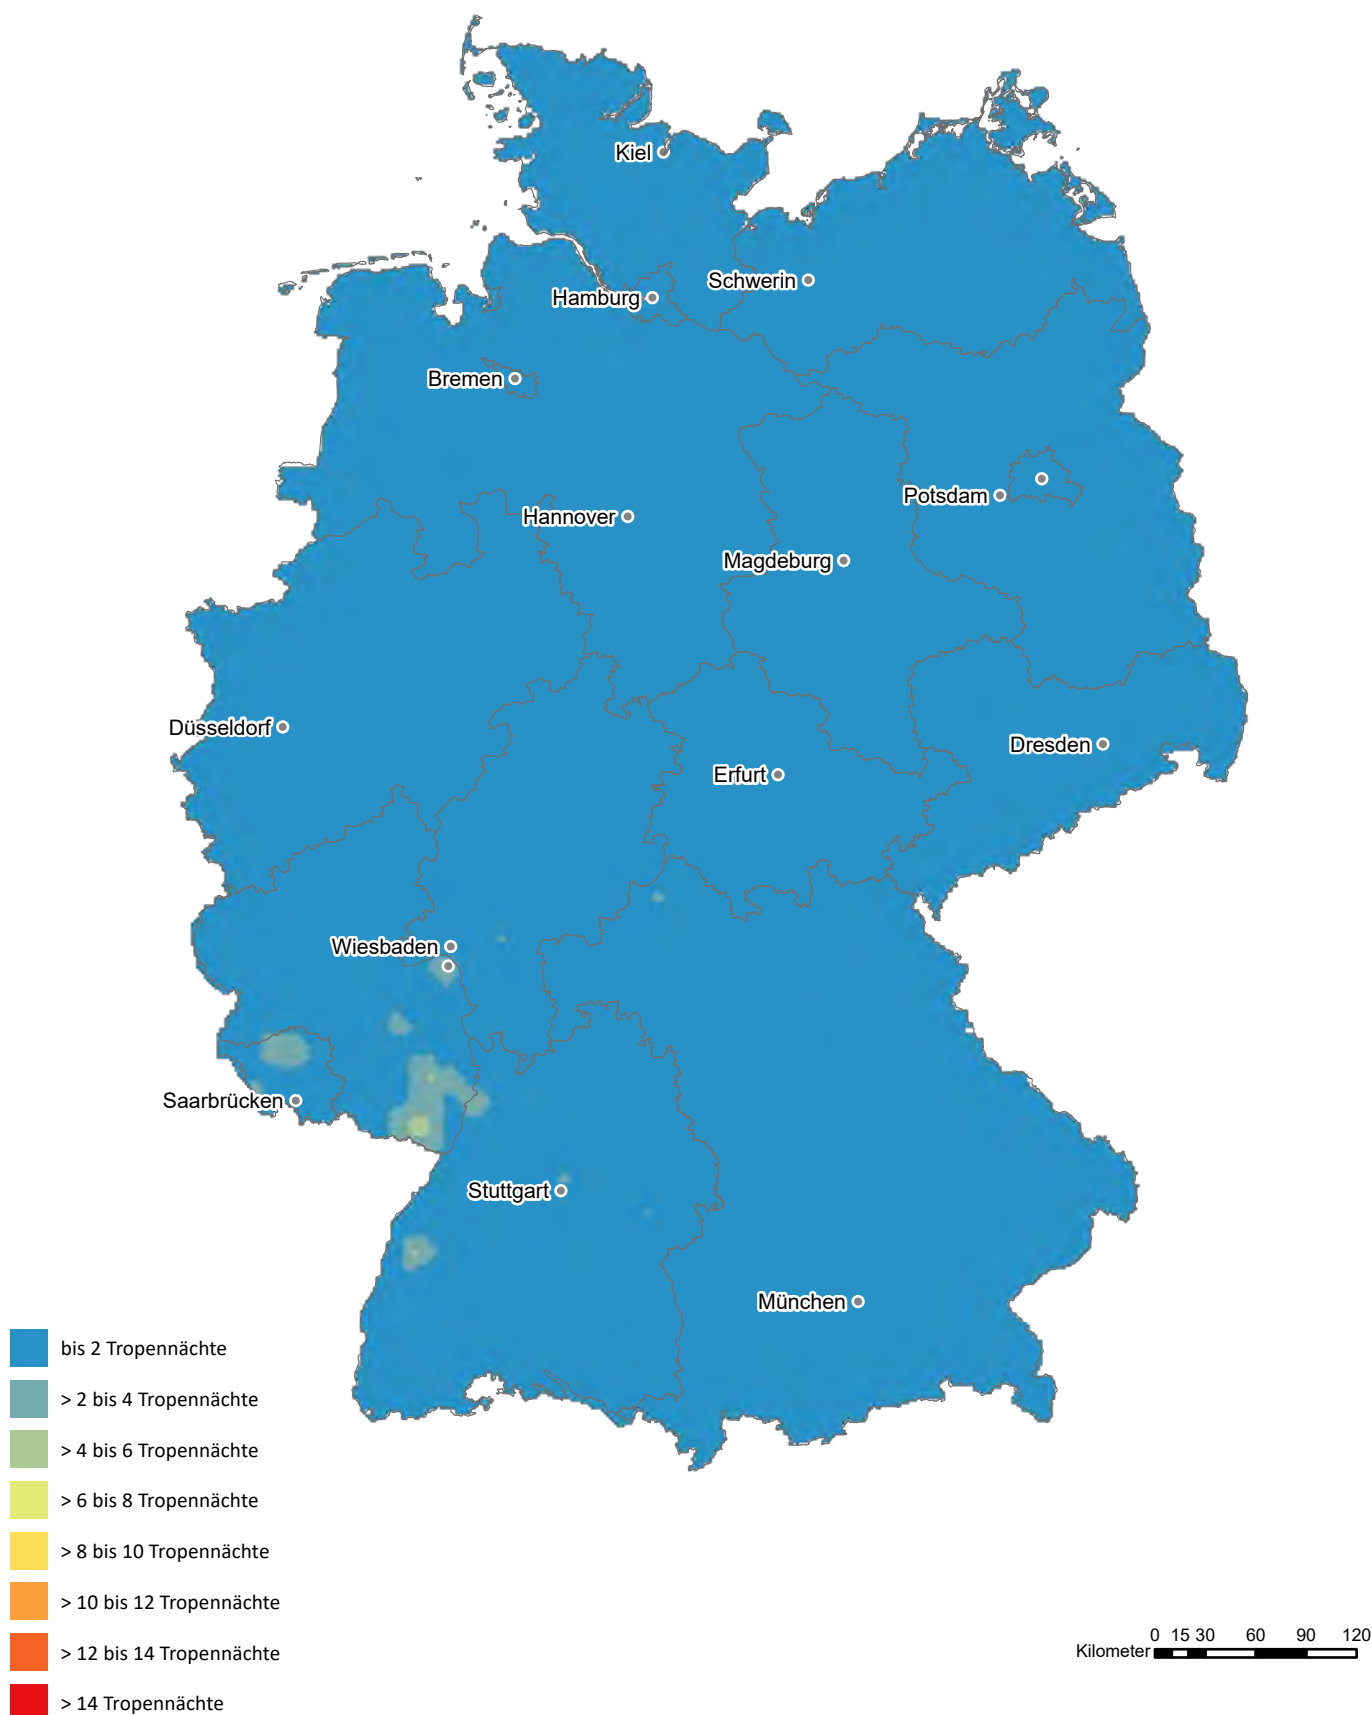 Kiel
Schwerin
Hamburg
Bremen
Potsdam
Hannover
Magdeburg
Düsseldorf
Dresden
Erfurt
Wiesbaden
Saarbrücken
Stuttgart
München
bis 2 Tropennächte
> 2 bis 4 Tropennächte
> 4 bis 6 Tropennächte
> 6 bis 8 Tropennächte
> 8 bis 10 Tropennächte
> 10 bis 12 Tropennächte
> 12 bis 14 Tropennächte
> 14 Tropennächte
0 15 30 60 90 120
Kilometer